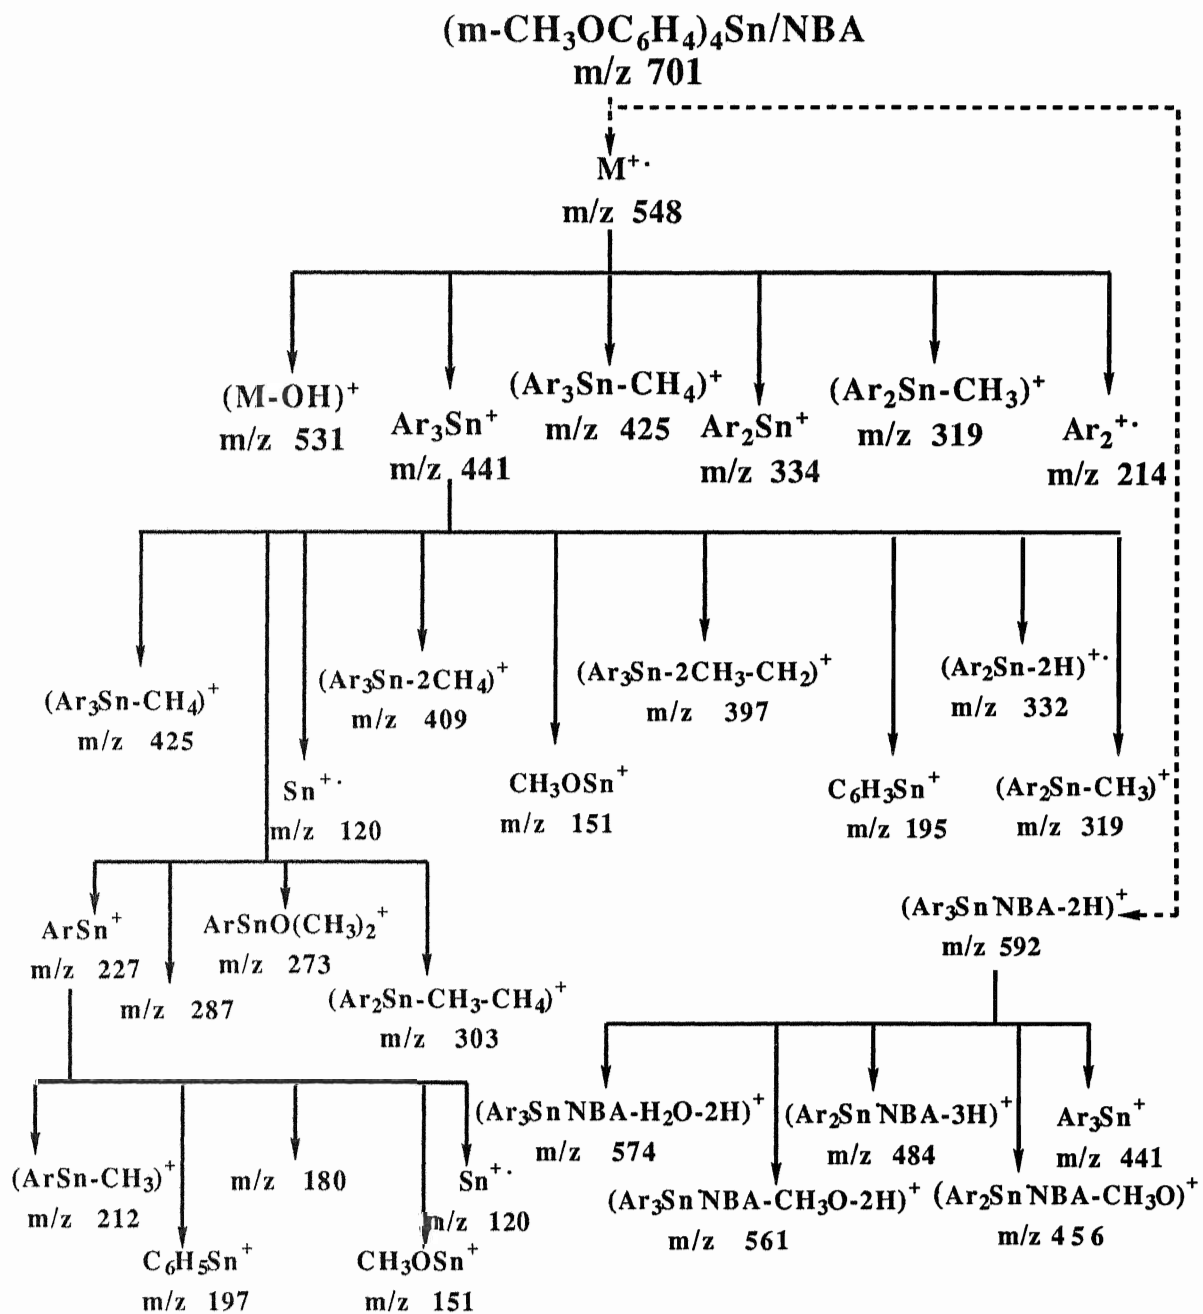 (m-CH₃OC₆H₄)₄Sn/NBA
m/z 701
M⁺·
m/z 548
(M-OH)⁺
m/z 531
Ar₃Sn⁺
m/z 441
(Ar₃Sn-CH₄)⁺
m/z 425
Ar₂Sn⁺
m/z 334
(Ar₂Sn-CH₃)⁺
m/z 319
Ar₂⁺·
m/z 214
(Ar₃Sn-CH₄)⁺
m/z 425
Sn⁺·
m/z 120
(Ar₃Sn-2CH₄)⁺
m/z 409
CH₃OSn⁺
m/z 151
(Ar₃Sn-2CH₃-CH₂)⁺
m/z 397
C₆H₃Sn⁺
m/z 195
(Ar₂Sn-2H)⁺·
m/z 332
(Ar₂Sn-CH₃)⁺
m/z 319
ArSn⁺
m/z 227
m/z 287
ArSnO(CH₃)₂⁺
m/z 273
(Ar₂Sn-CH₃-CH₄)⁺
m/z 303
(Ar₃Sn·NBA-2H)⁺
m/z 592
(ArSn-CH₃)⁺
m/z 212
C₆H₅Sn⁺
m/z 197
m/z 180
CH₃OSn⁺
m/z 151
Sn⁺·
m/z 120
(Ar₃Sn·NBA-H₂O-2H)⁺
m/z 574
(Ar₃Sn·NBA-CH₃O-2H)⁺
m/z 561
(Ar₂Sn·NBA-3H)⁺
m/z 484
(Ar₂Sn·NBA-CH₃O)⁺
m/z 456
Ar₃Sn⁺
m/z 441